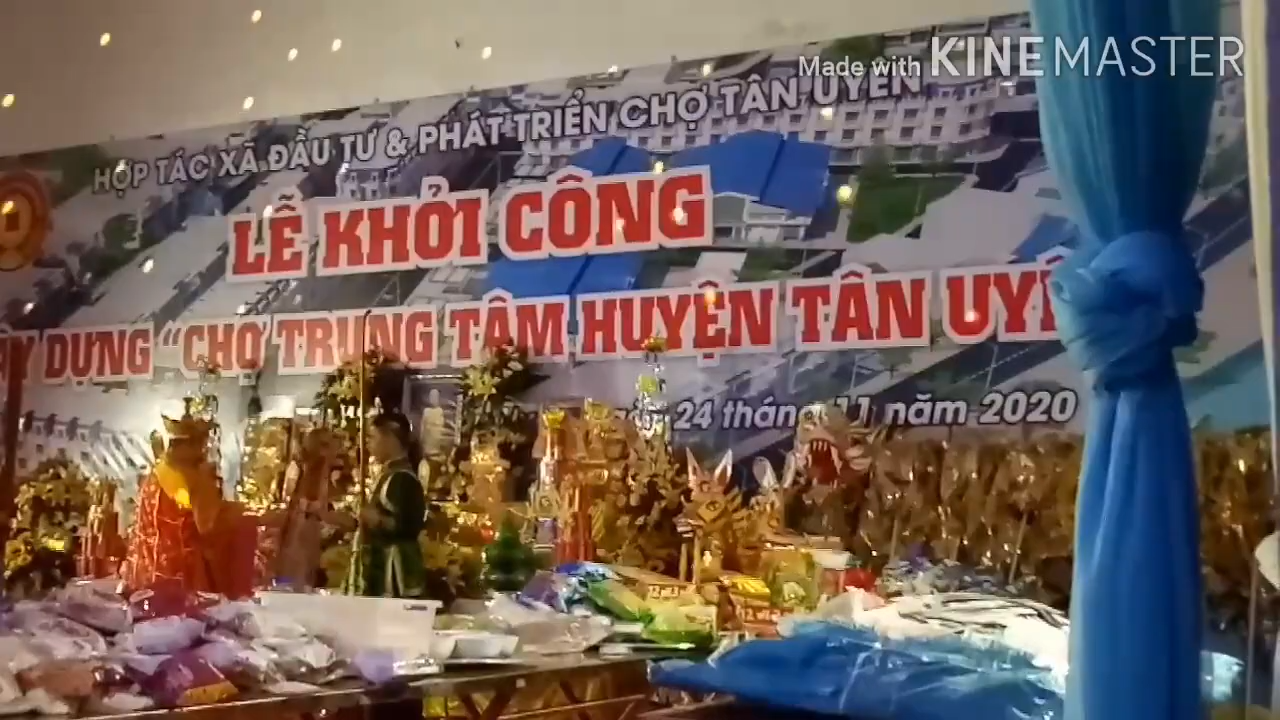 Made with KINEMASTER
HỢP TÁC XÃ ĐẦU TƯ & PHÁT TRIỂN CHỢ TÂN UYÊN
LỄ KHỞI CÔNG
DỰNG "CHỢ TRUNG TÂM HUYỆN TÂN
24 tháng 11 năm 2020